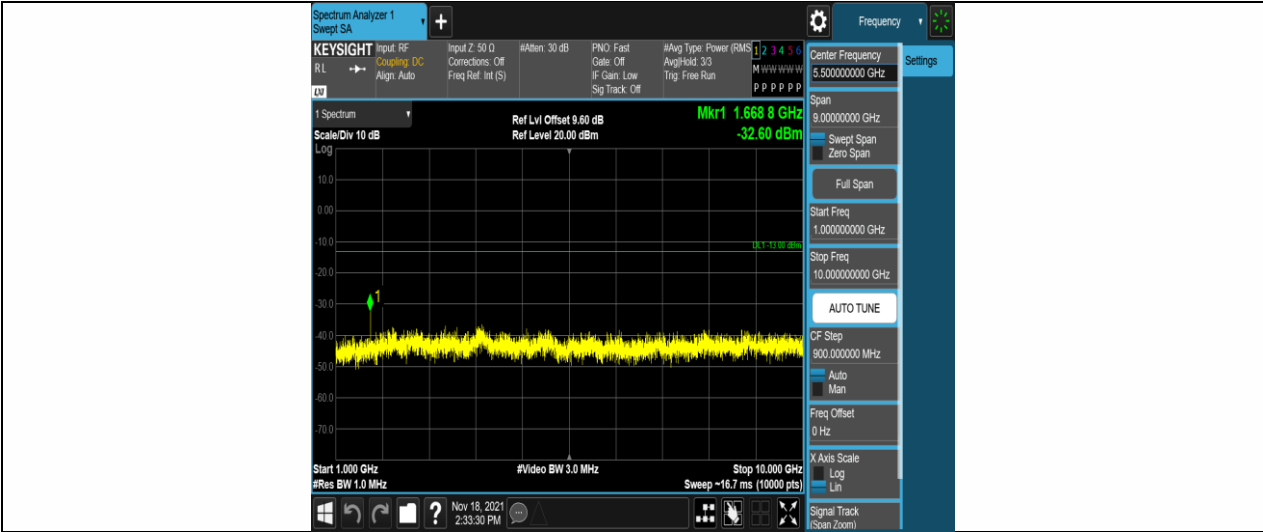 Spectrum Analyzer 1
Swept SA
+
Frequency
KEYSIGHT
RL
LXI
Input: RF
Coupling: DC
Align: Auto
Input Z: 50 Ω
Corrections: Off
Freq Ref: Int (S)
#Atten: 30 dB
PNO: Fast
Gate: Off
IF Gain: Low
Sig Track: Off
#Avg Type: Power (RMS
Avg|Hold: 3/3
Trig: Free Run
1 2 3 4 5 6
M W W W W W
P P P P P P
1 Spectrum
Scale/Div 10 dB
Log
Ref Lvl Offset 9.60 dB
Ref Level 20.00 dBm
Mkr1 1.668 8 GHz
-32.60 dBm
10.0
0.00
-10.0
DL1 -13.00 dBm
-20.0
-30.0
1
-40.0
-50.0
-60.0
-70.0
Start 1.000 GHz
#Res BW 1.0 MHz
#Video BW 3.0 MHz
Stop 10.000 GHz
Sweep ~16.7 ms (10000 pts)
?
Nov 18, 2021
2:33:30 PM
Center Frequency
5.500000000 GHz
Settings
Span
9.00000000 GHz
Swept Span
Zero Span
Full Span
Start Freq
1.000000000 GHz
Stop Freq
10.000000000 GHz
AUTO TUNE
CF Step
900.000000 MHz
Auto
Man
Freq Offset
0 Hz
X Axis Scale
Log
Lin
Signal Track
(Span Zoom)